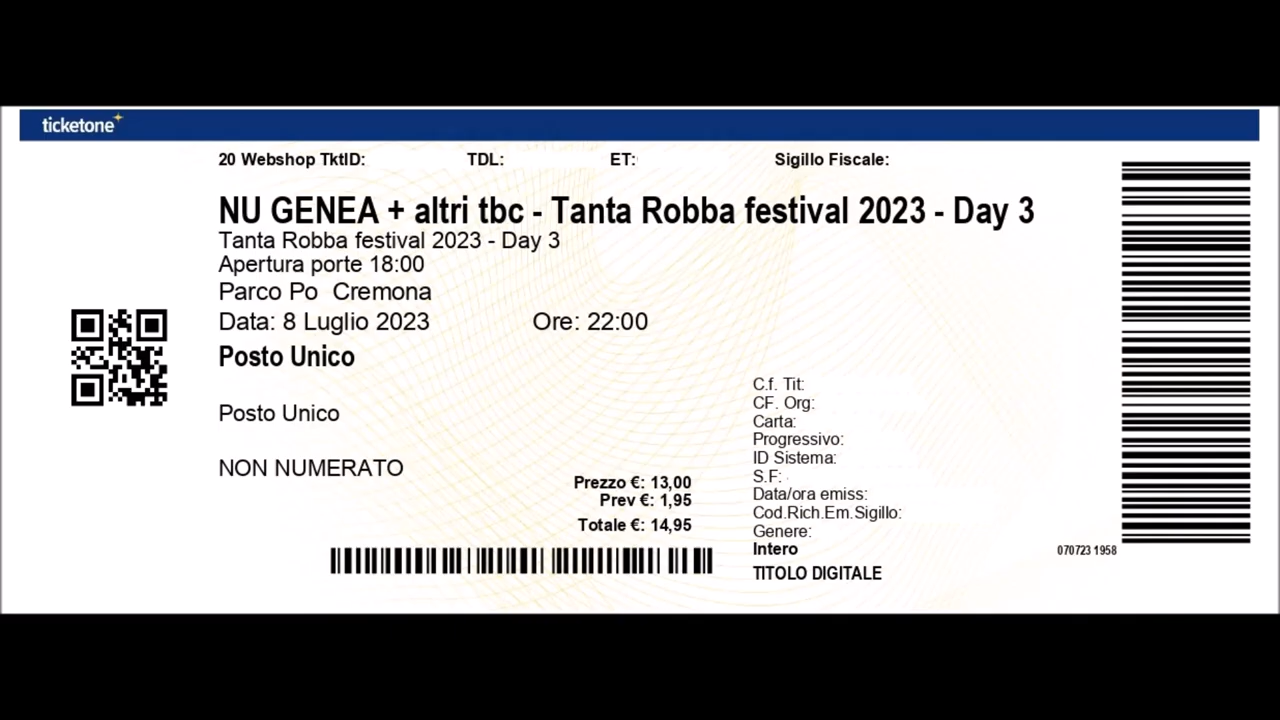 ticketone
20 Webshop TktID: TDL: ET: Sigillo Fiscale:
NU GENEA + altri tbc - Tanta Robba festival 2023 - Day 3
Tanta Robba festival 2023 - Day 3
Apertura porte 18:00
Parco Po Cremona
Data: 8 Luglio 2023 Ore: 22:00
Posto Unico
Posto Unico
NON NUMERATO
Prezzo €: 13,00
Prev €: 1,95
Totale €: 14,95
C.f. Tit:
CF. Org:
Carta:
Progressivo:
ID Sistema:
S.F:
Data/ora emiss:
Cod.Rich.Em.Sigillo:
Genere:
Intero
TITOLO DIGITALE
070723 1958